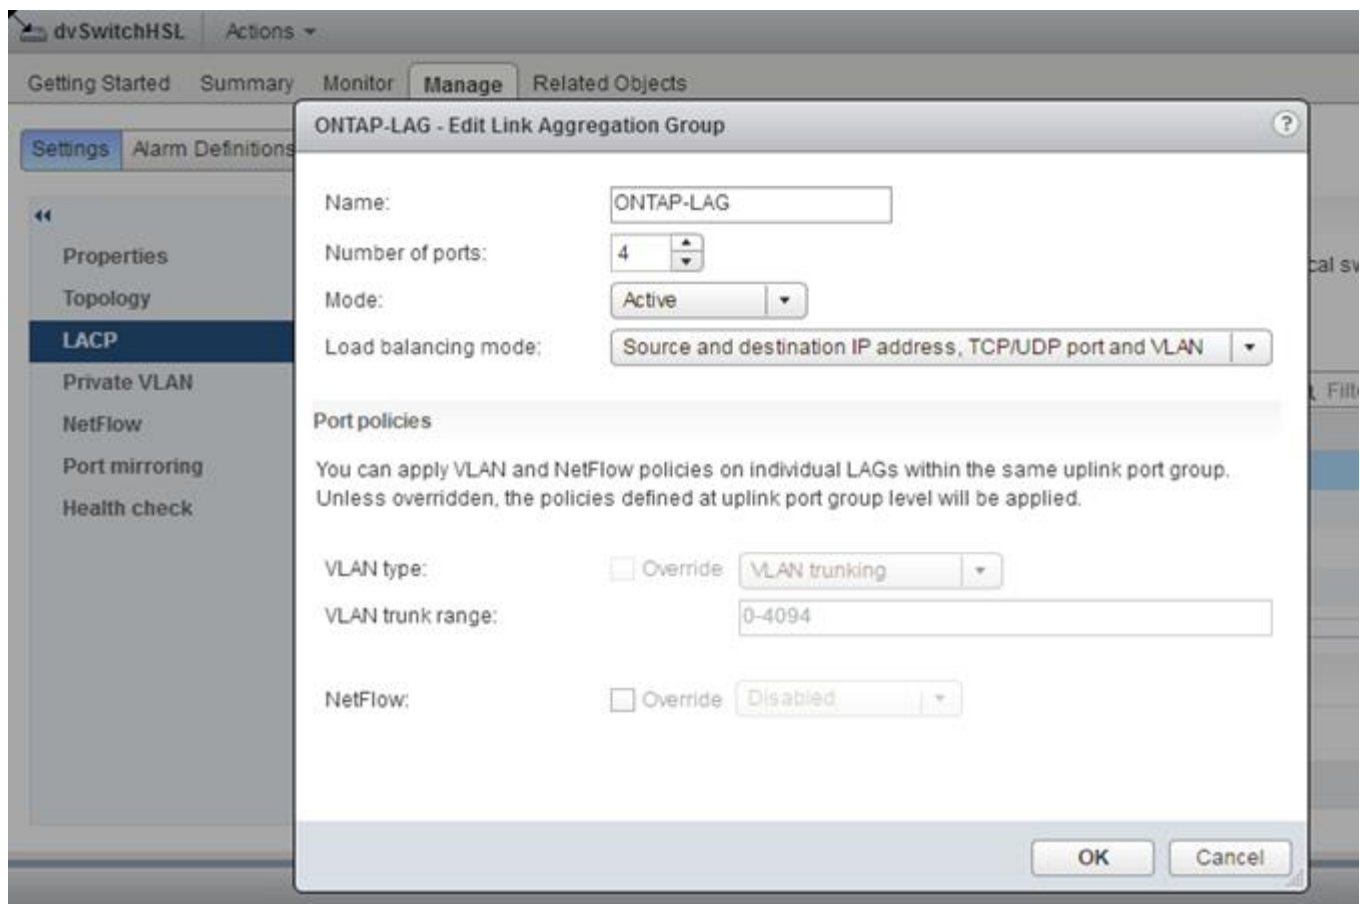 dvSwitchHSL Actions
Getting Started Summary Monitor Manage Related Objects
ONTAP-LAG - Edit Link Aggregation Group ?
Settings Alarm Definitions
Name: ONTAP-LAG
Number of ports: 4
Mode: Active
Load balancing mode: Source and destination IP address, TCP/UDP port and VLAN
Port policies
You can apply VLAN and NetFlow policies on individual LAGs within the same uplink port group.
Unless overridden, the policies defined at uplink port group level will be applied.
VLAN type: Override VLAN trunking
VLAN trunk range: 0-4094
NetFlow: Override Disabled
OK Cancel
Properties
Topology
LACP
Private VLAN
NetFlow
Port mirroring
Health check